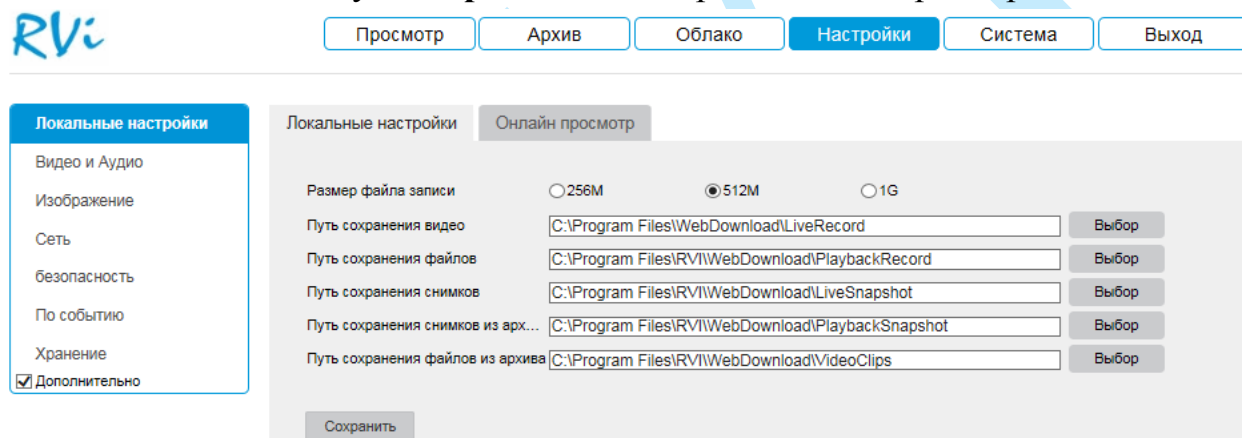 RVi
Просмотр Архив Облако Настройки Система Выход
Локальные настройки
Видео и Аудио
Изображение
Сеть
безопасность
По событию
Хранение
Дополнительно
Локальные настройки Онлайн просмотр
Размер файла записи 256M 512M 1G
Путь сохранения видео C:\Program Files\WebDownload\LiveRecord Выбор
Путь сохранения файлов C:\Program Files\RVI\WebDownload\PlaybackRecord Выбор
Путь сохранения снимков C:\Program Files\RVI\WebDownload\LiveSnapshot Выбор
Путь сохранения снимков из арх... C:\Program Files\RVI\WebDownload\PlaybackSnapshot Выбор
Путь сохранения файлов из архива C:\Program Files\RVI\WebDownload\VideoClips Выбор
Сохранить